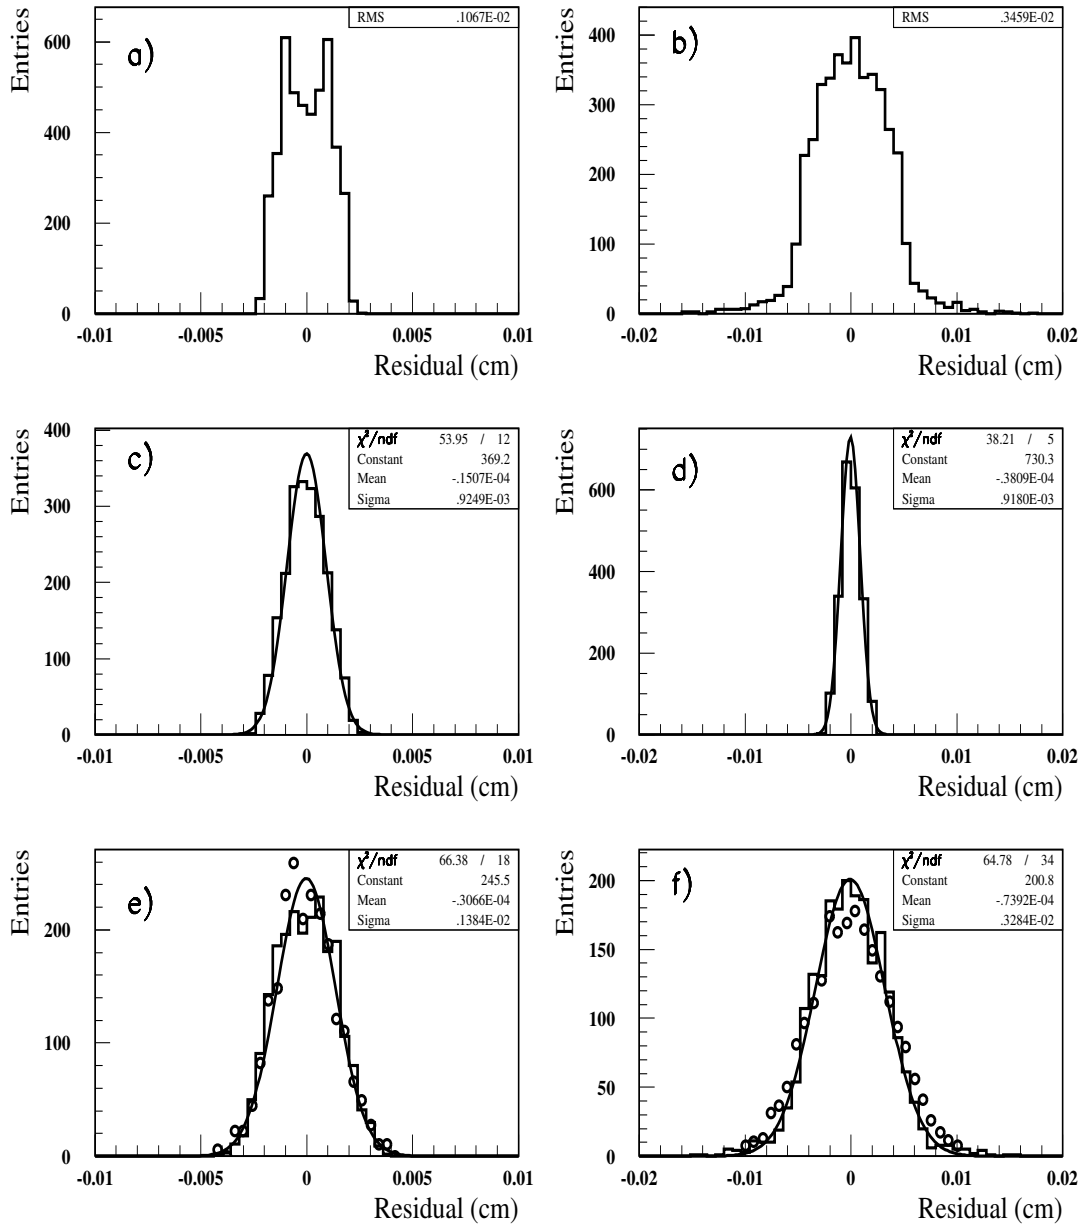 a)
Entries
RMS .1067E-02
600
400
200
0
-0.01 -0.005 0 0.005 0.01
Residual (cm)
b)
Entries
RMS .3459E-02
400
300
200
100
0
-0.02 -0.01 0 0.01 0.02
Residual (cm)
c)
Entries
χ²/ndf 53.95 / 12
Constant 369.2
Mean -.1507E-04
Sigma .9249E-03
400
300
200
100
0
-0.01 -0.005 0 0.005 0.01
Residual (cm)
d)
Entries
χ²/ndf 38.21 / 5
Constant 730.3
Mean -.3809E-04
Sigma .9180E-03
600
400
200
0
-0.02 -0.01 0 0.01 0.02
Residual (cm)
e)
Entries
χ²/ndf 66.38 / 18
Constant 245.5
Mean -.3066E-04
Sigma .1384E-02
200
100
0
-0.01 -0.005 0 0.005 0.01
Residual (cm)
f)
Entries
χ²/ndf 64.78 / 34
Constant 200.8
Mean -.7392E-04
Sigma .3284E-02
200
150
100
50
0
-0.02 -0.01 0 0.01 0.02
Residual (cm)